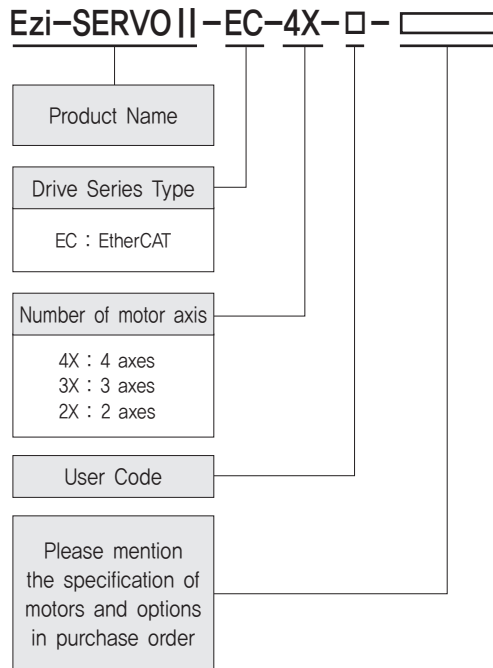 Ezi-SERVOII-EC-4X-□-
Product Name
Drive Series Type
EC : EtherCAT
Number of motor axis
4X : 4 axes
3X : 3 axes
2X : 2 axes
User Code
Please mention
the specification of
motors and options
in purchase order